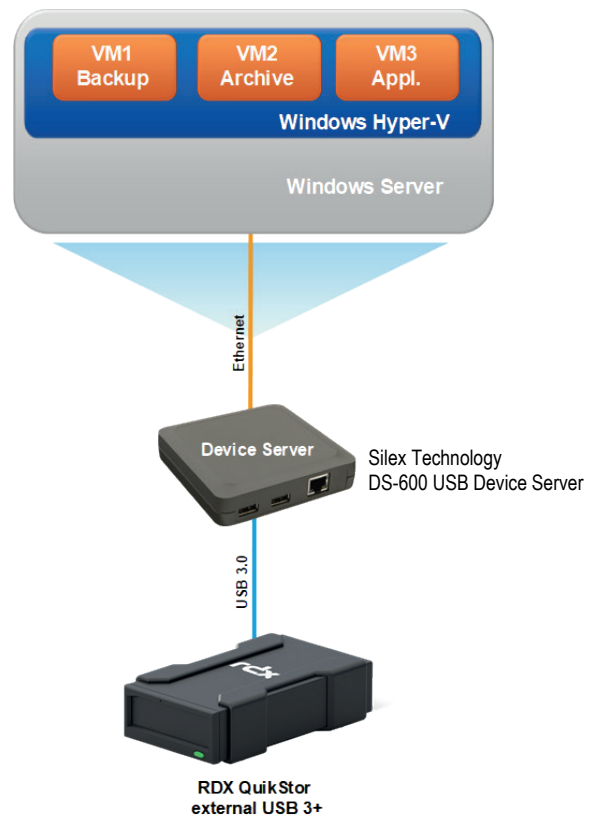 VM1
Backup
VM2
Archive
VM3
Appl.
Windows Hyper-V
Windows Server
Ethernet
Device Server
Silex Technology
DS-600 USB Device Server
USB 3.0
rdx
RDX QuikStor
external USB 3+